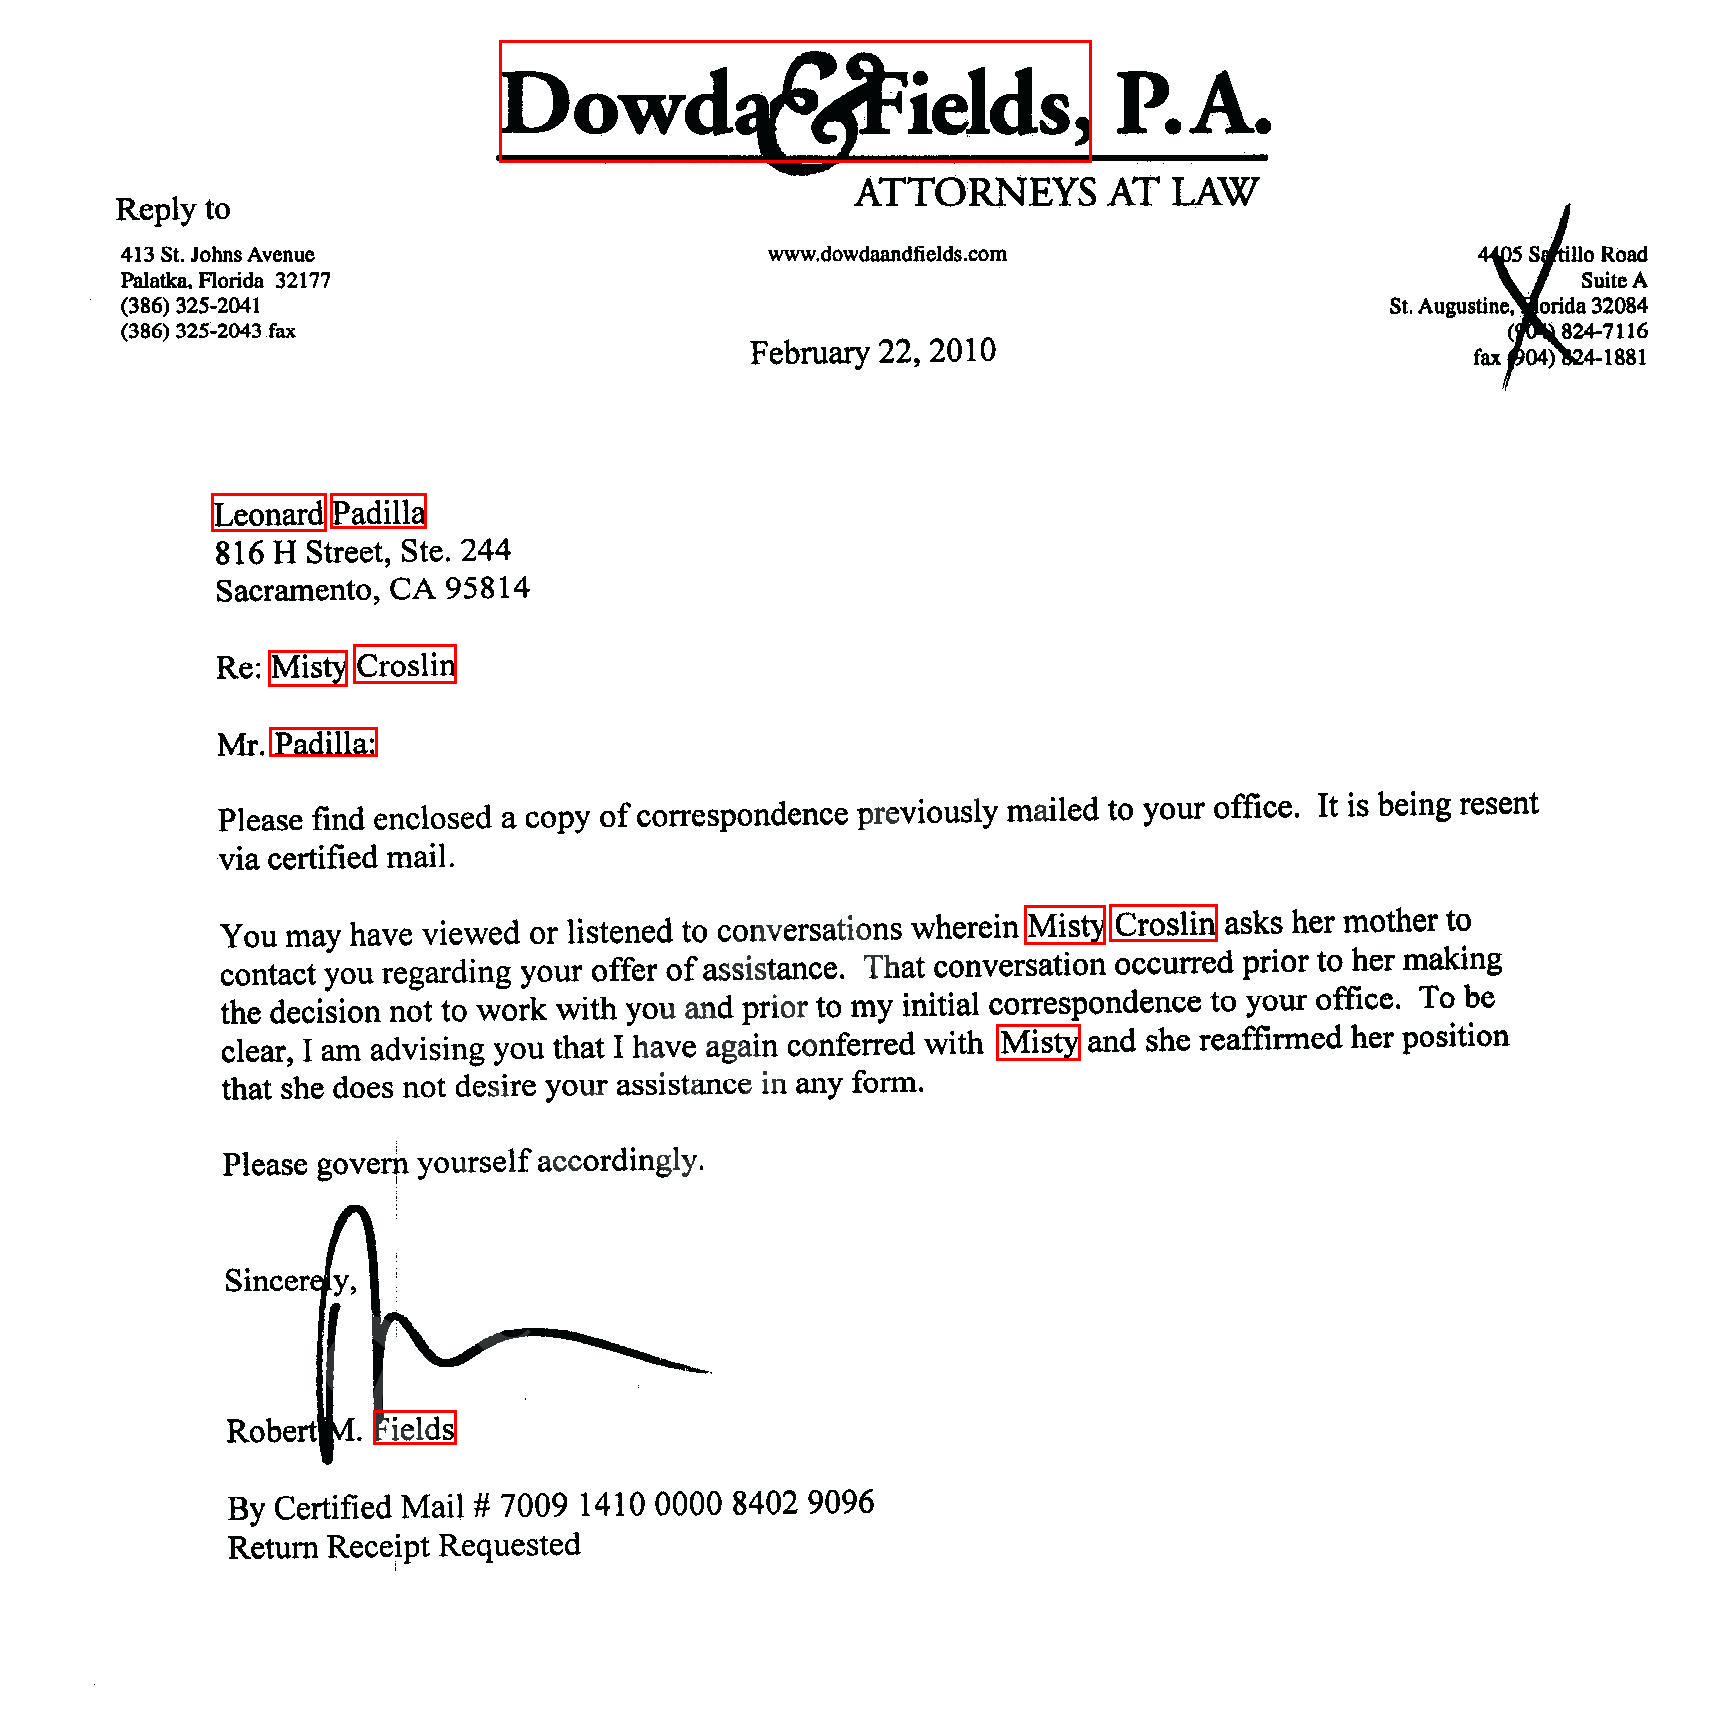 Dowda & Fields, P.A.
ATTORNEYS AT LAW
Reply to
413 St. Johns Avenue
Palatka, Florida 32177
(386) 325-2041
(386) 325-2043 fax
www.dowdaandfields.com
4405 Sartillo Road
Suite A
St. Augustine, Florida 32084
(904) 824-7116
fax (904) 824-1881
February 22, 2010
Leonard Padilla
816 H Street, Ste. 244
Sacramento, CA 95814
Re: Misty Croslin
Mr. Padilla:
Please find enclosed a copy of correspondence previously mailed to your office. It is being resent
via certified mail.
You may have viewed or listened to conversations wherein Misty Croslin asks her mother to
contact you regarding your offer of assistance. That conversation occurred prior to her making
the decision not to work with you and prior to my initial correspondence to your office. To be
clear, I am advising you that I have again conferred with Misty and she reaffirmed her position
that she does not desire your assistance in any form.
Please govern yourself accordingly.
Sincerely,
Robert M. Fields
By Certified Mail # 7009 1410 0000 8402 9096
Return Receipt Requested